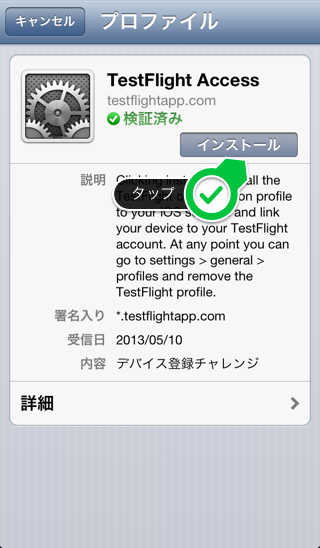 キャンセル
プロファイル
TestFlight Access
testflightapp.com
検証済み
インストール
タップ
説明
Clicking all the
on profile
to your iOS and link
your device to your TestFlight
account. At any point you can
go to settings > general >
profiles and remove the
TestFlight profile.
署名入り *.testflightapp.com
受信日 2013/05/10
内容 デバイス登録チャレンジ
詳細